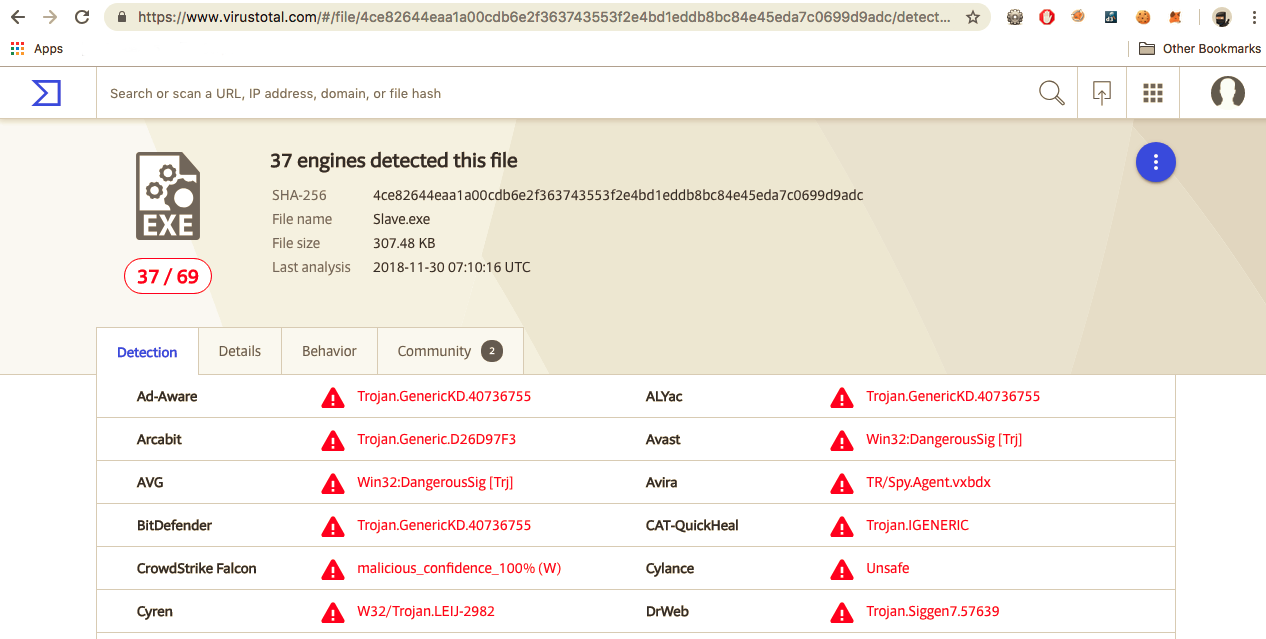 https://www.virustotal.com/#/file/4ce82644eaa1a00cdb6e2f363743553f2e4bd1eddb8bc84e45eda7c0699d9adc/detect...
Apps
Other Bookmarks
Search or scan a URL, IP address, domain, or file hash
37 engines detected this file
SHA-256 4ce82644eaa1a00cdb6e2f363743553f2e4bd1eddb8bc84e45eda7c0699d9adc
File name Slave.exe
EXE
File size 307.48 KB
Last analysis 2018-11-30 07:10:16 UTC
37 / 69
Detection Details Behavior Community 2
Ad-Aware Trojan.GenericKD.40736755 ALYac Trojan.GenericKD.40736755
Arcabit Trojan.Generic.D26D97F3 Avast Win32:DangerousSig [Trj]
AVG Win32:DangerousSig [Trj] Avira TR/Spy.Agent.vxbdx
BitDefender Trojan.GenericKD.40736755 CAT-QuickHeal Trojan.IGENERIC
CrowdStrike Falcon malicious_confidence_100% (W) Cylance Unsafe
Cyren W32/Trojan.LEIJ-2982 DrWeb Trojan.Siggen7.57639